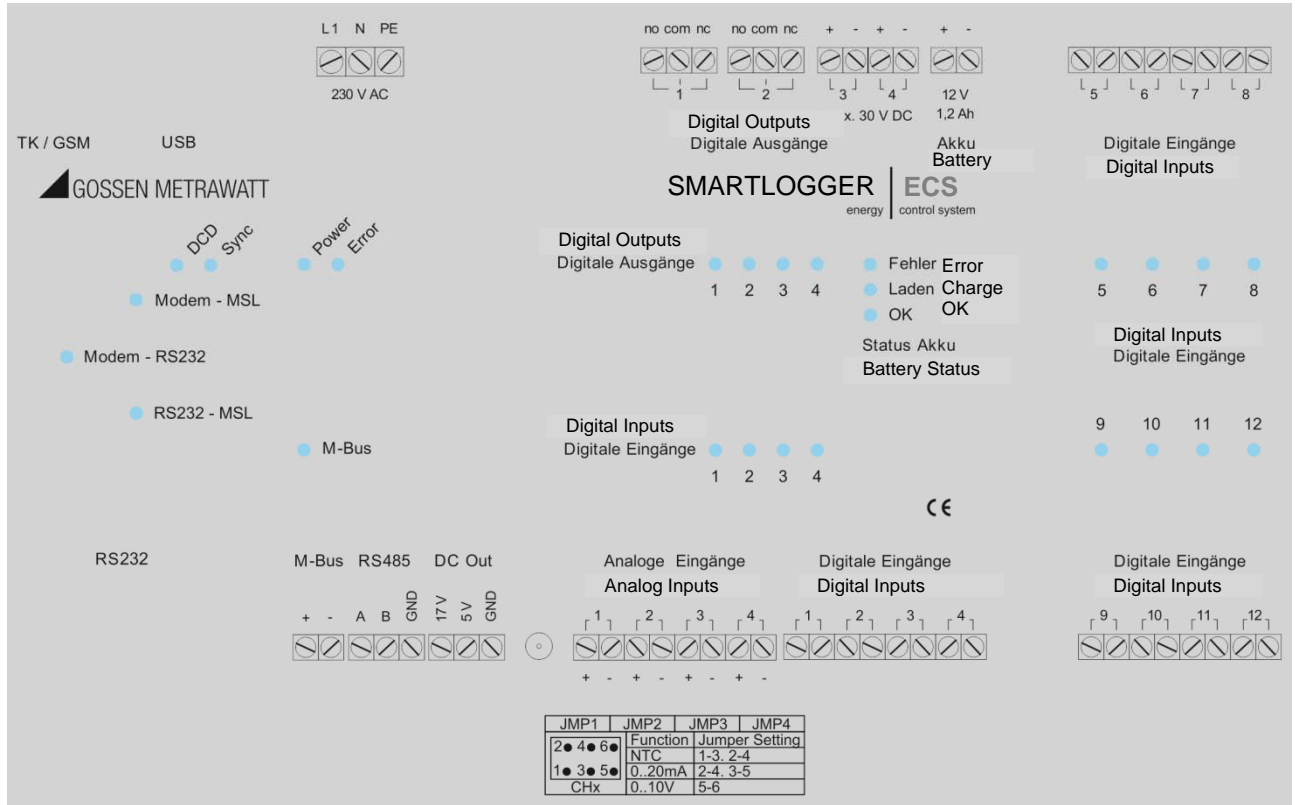 L1 N PE
no com nc no com nc + - + - + -
230 V AC
1 2 3 4 12 V 5 6 7 8
x. 30 V DC 1,2 Ah
Digital Outputs
Digitale Ausgänge
Akku
Battery
Digitale Eingänge
Digital Inputs
TK / GSM USB
GOSSEN METRAWATT
SMARTLOGGER ECS
energy control system
DCD Sync Power Error
Digital Outputs
Digitale Ausgänge
1 2 3 4
Fehler Error
Laden Charge
OK OK
Status Akku
Battery Status
5 6 7 8
Digital Inputs
Digitale Eingänge
Modem - MSL
Modem - RS232
RS232 - MSL
M-Bus
Digital Inputs
Digitale Eingänge
1 2 3 4
9 10 11 12
CE
RS232 M-Bus RS485 DC Out
Analoge Eingänge
Analog Inputs
Digitale Eingänge
Digital Inputs
Digitale Eingänge
Digital Inputs
+ - A B GND 17 V 5 V GND
1 2 3 4 1 2 3 4 9 10 11 12
+ - + - + - + -
JMP1 JMP2 JMP3 JMP4
2 4 6 Function Jumper Setting
NTC 1-3. 2-4
1 3 5 0..20mA 2-4. 3-5
CHx 0..10V 5-6